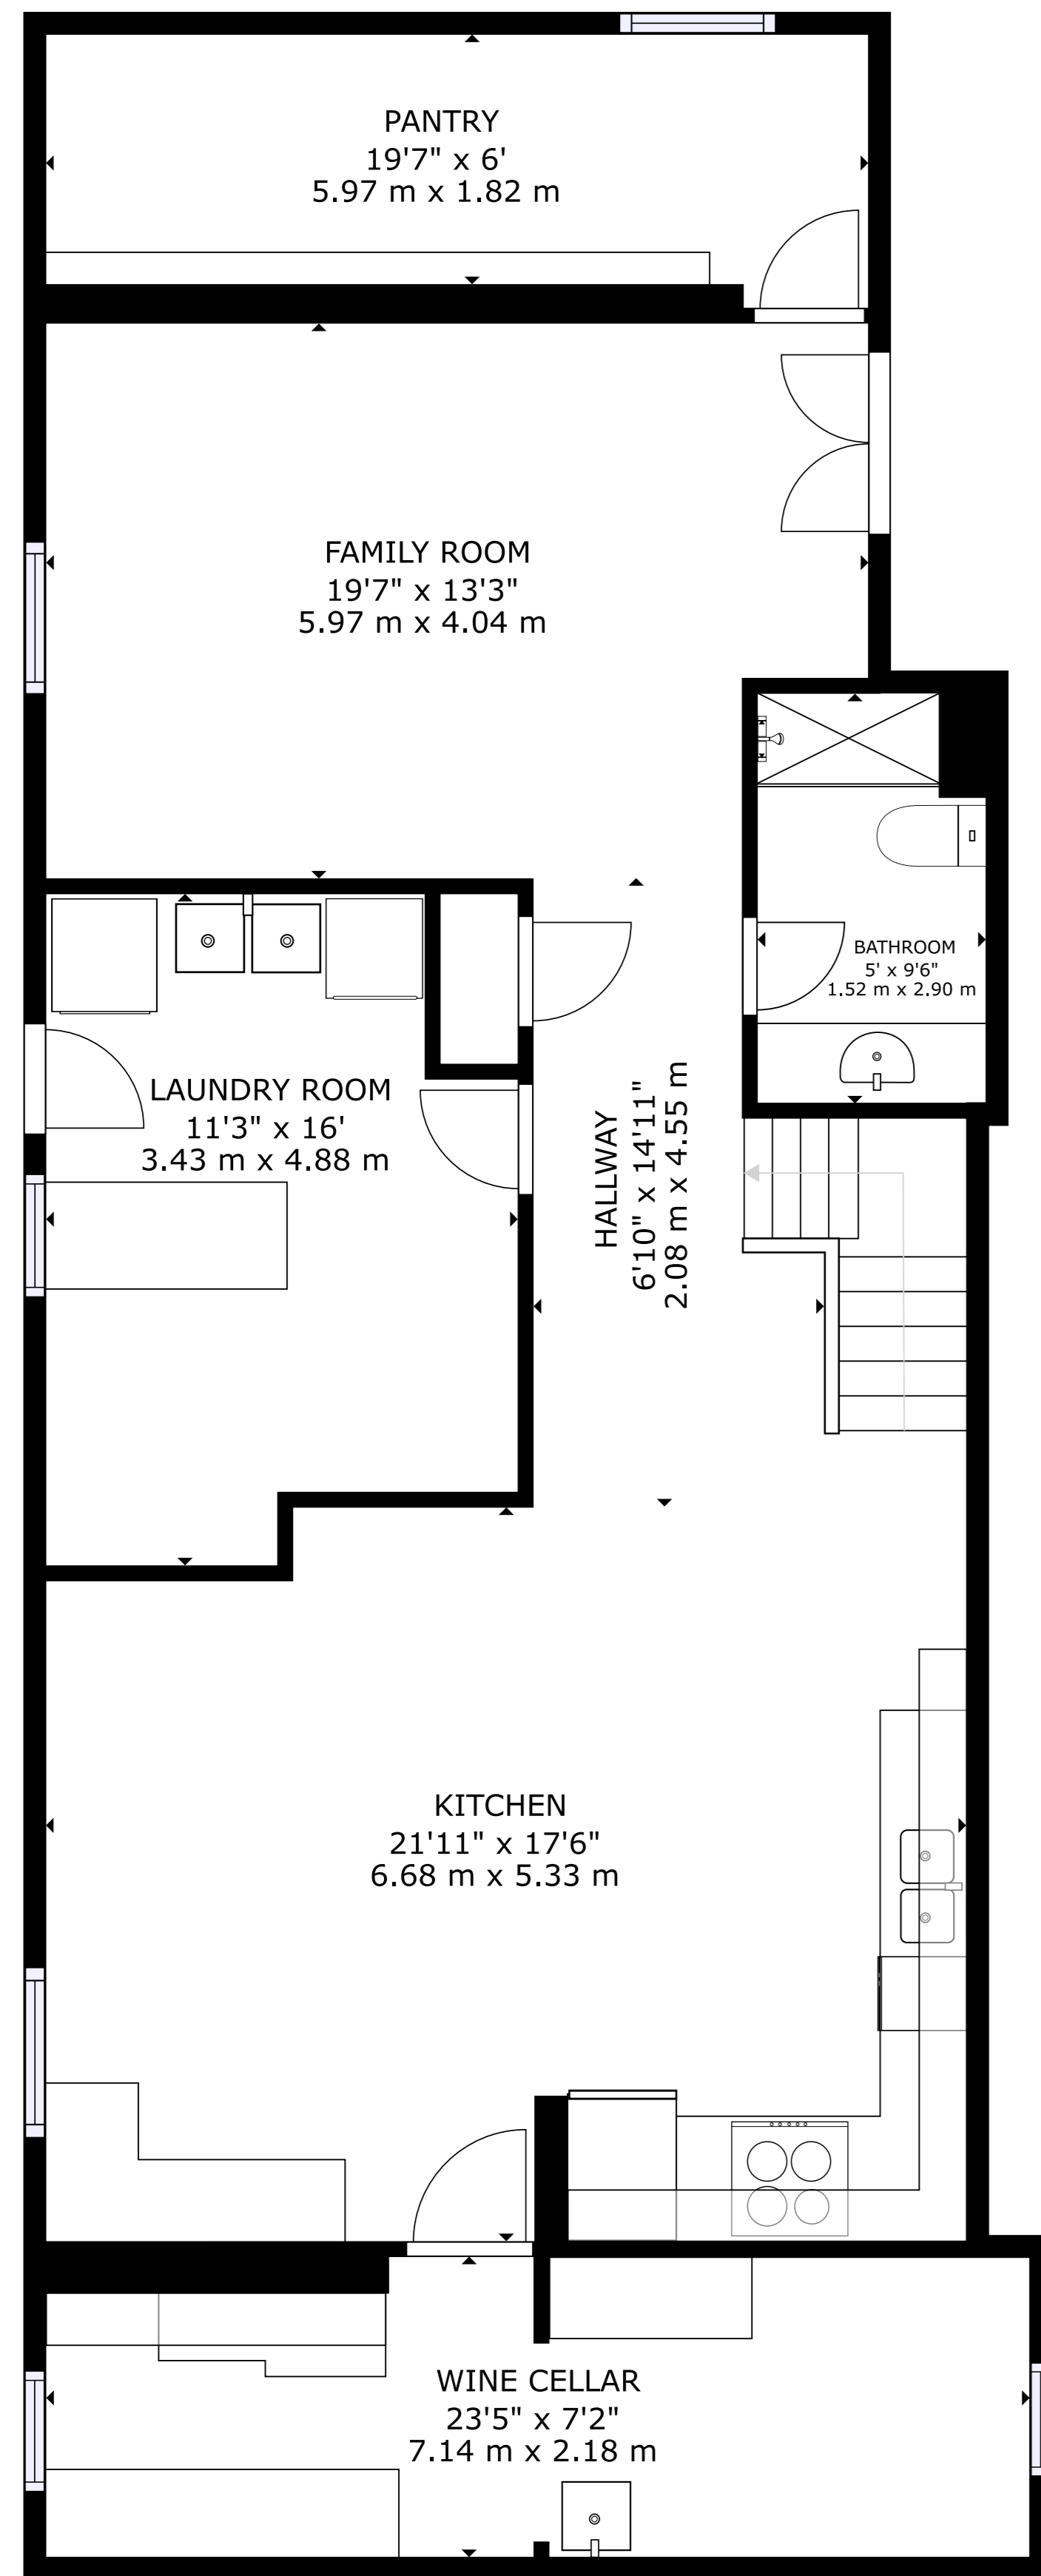 PANTRY
19'7" x 6'
5.97 m x 1.82 m
FAMILY ROOM
19'7" x 13'3"
5.97 m x 4.04 m
BATHROOM
5' x 9'6"
1.52 m x 2.90 m
LAUNDRY ROOM
11'3" x 16'
3.43 m x 4.88 m
HALLWAY
6'10" x 14'11"
2.08 m x 4.55 m
KITCHEN
21'11" x 17'6"
6.68 m x 5.33 m
WINE CELLAR
23'5" x 7'2"
7.14 m x 2.18 m